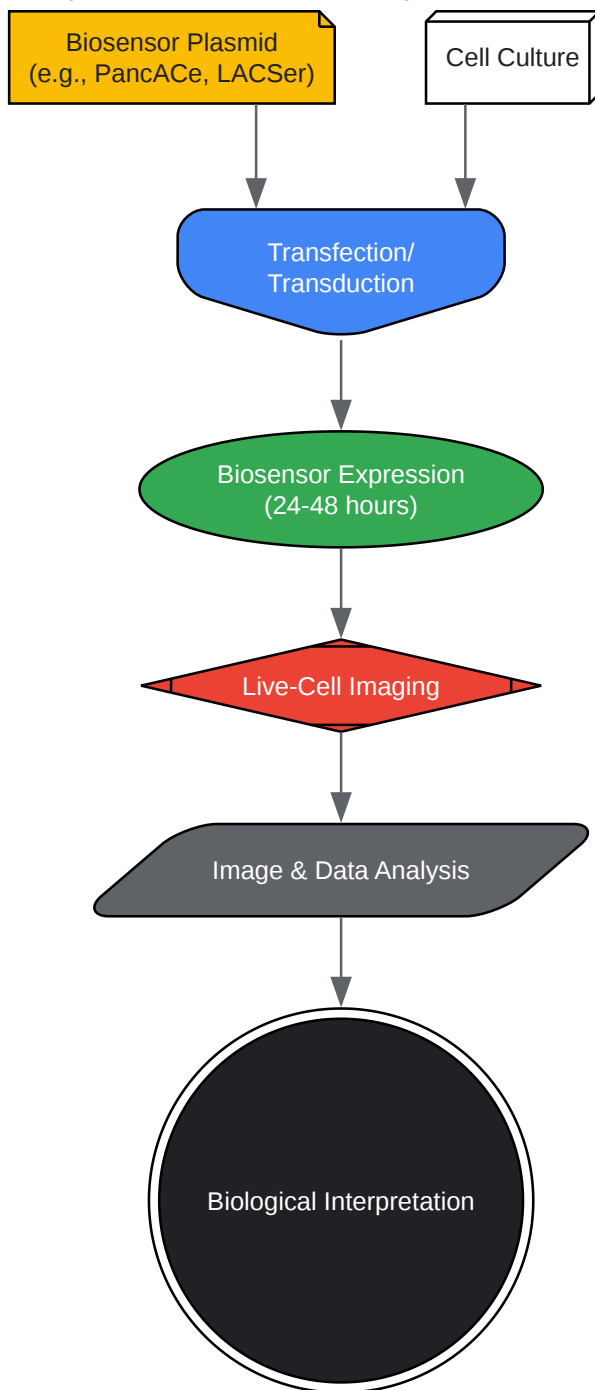 Biosensor Plasmid
(e.g., PancACe, LACSer)
Cell Culture
Transfection/
Transduction
Biosensor Expression
(24-48 hours)
Live-Cell Imaging
Image & Data Analysis
Biological Interpretation